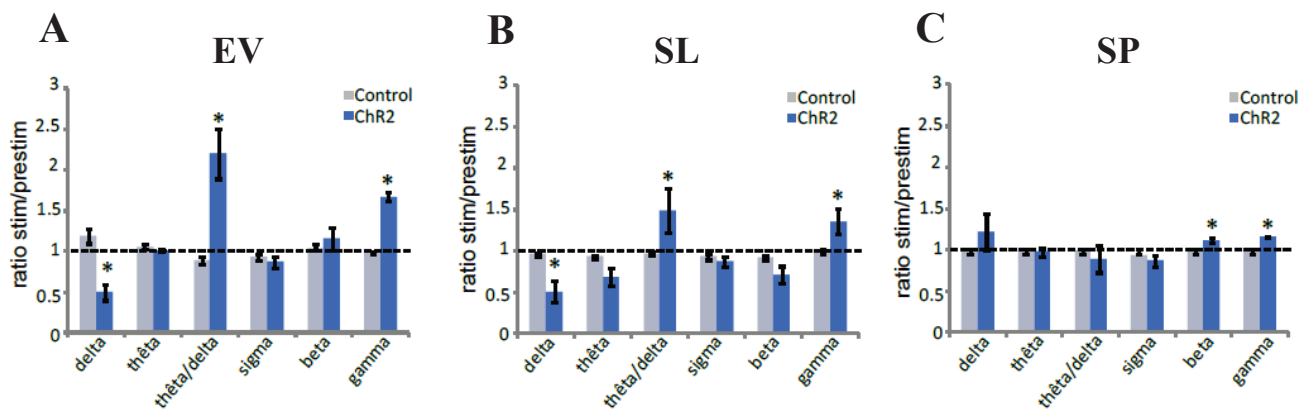 A
EV
ratio stim/prestim
3
2.5
2
1.5
1
0.5
0
Control
ChR2
*
*
*
delta
thêta
thêta/delta
sigma
beta
gamma
B
SL
ratio stim/prestim
3
2.5
2
1.5
1
0.5
0
Control
ChR2
*
*
*
delta
thêta
thêta/delta
sigma
beta
gamma
C
SP
ratio stim/prestim
3
2.5
2
1.5
1
0.5
0
Control
ChR2
*
*
delta
thêta
thêta/delta
sigma
beta
gamma